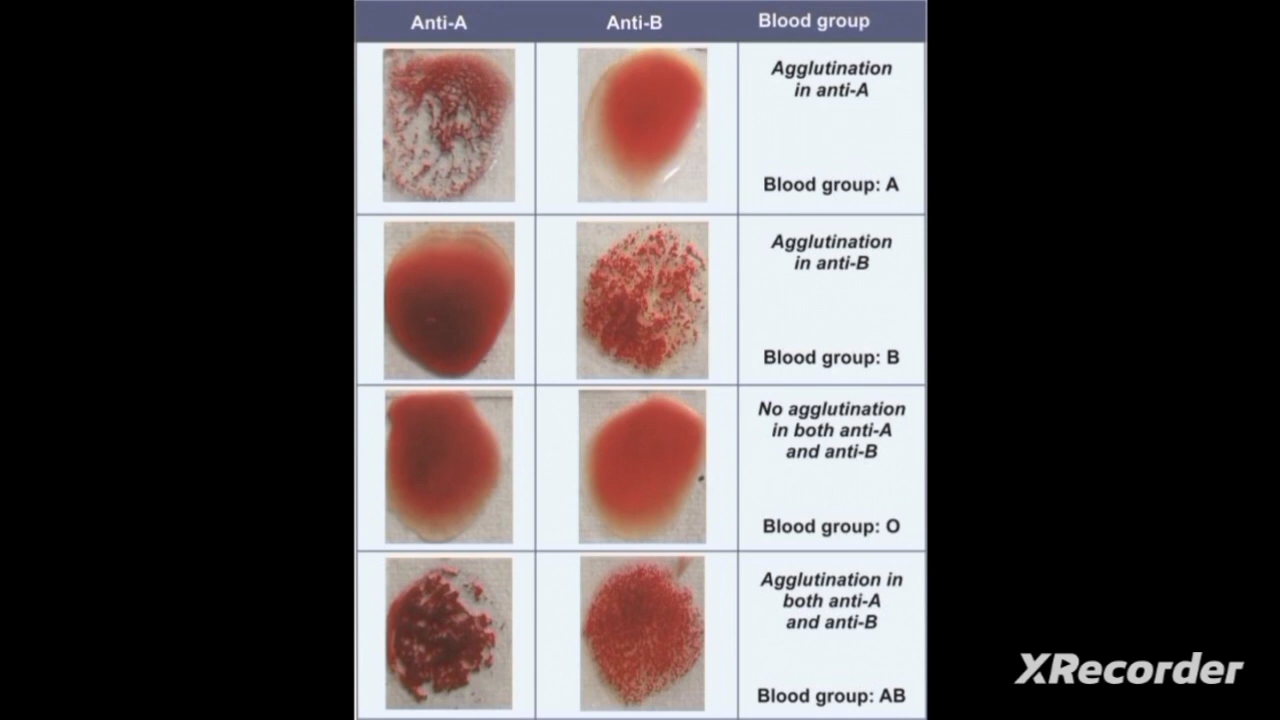 Anti-A Anti-B Blood group
Agglutination
in anti-A
Blood group: A
Agglutination
in anti-B
Blood group: B
No agglutination
in both anti-A
and anti-B
Blood group: O
Agglutination in
both anti-A
and anti-B
Blood group: AB
XRecorder